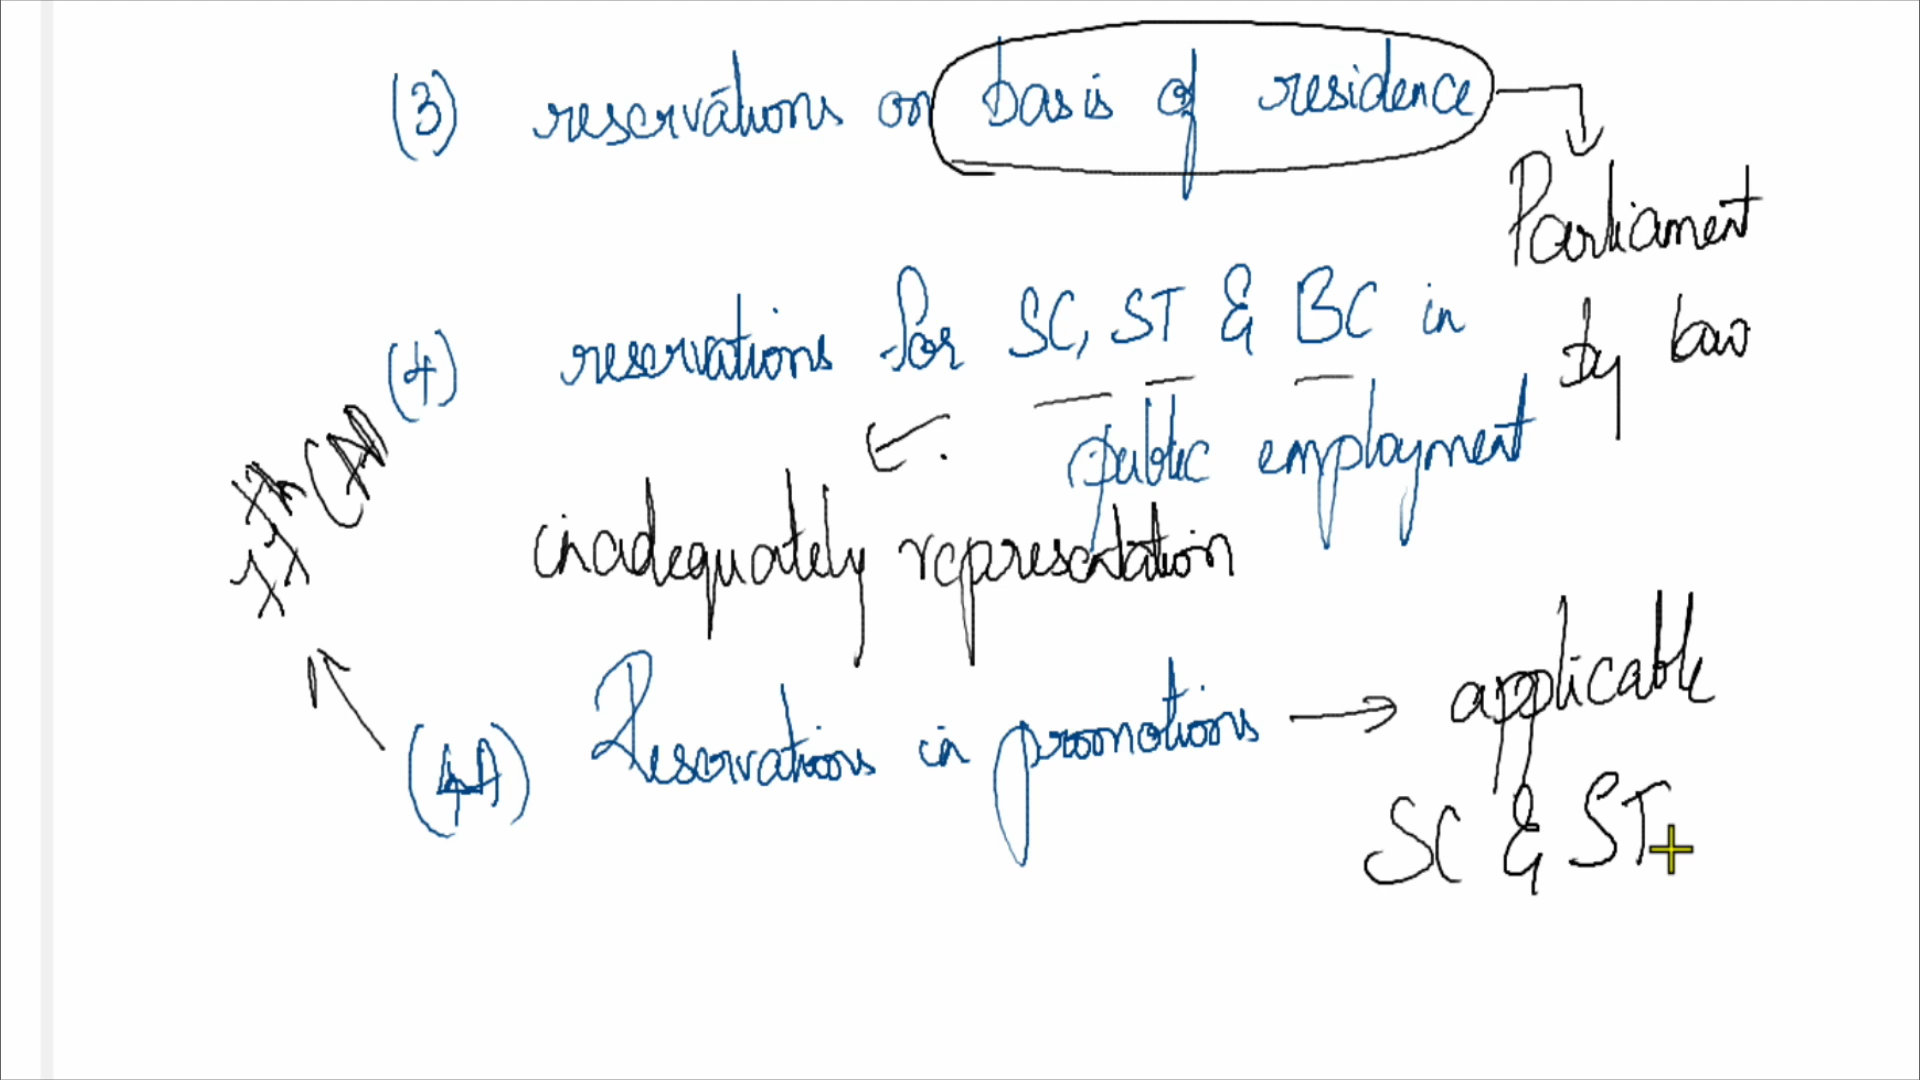 (3) reservations on basis of residence
Parliament
by law
(4) reservations for SC, ST & BC in
public employment
inadequately representation
77th CAA
(4A) Reservations in promotions → applicable
SC & ST